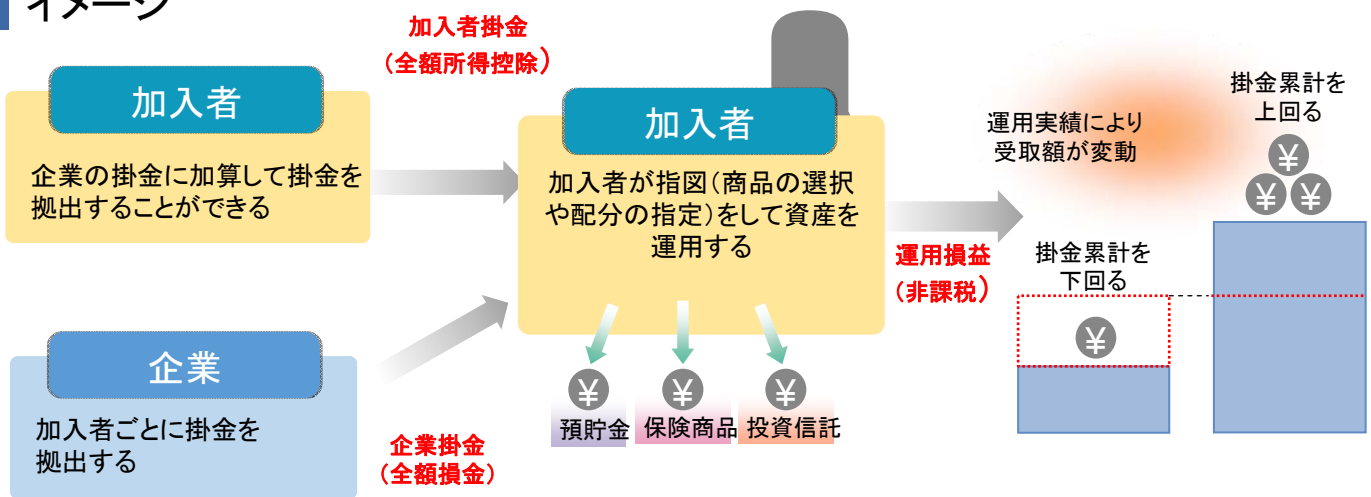 イメージ
加入者掛金
（全額所得控除）
加入者
企業の掛金に加算して掛金を
拠出することができる
加入者
加入者が指図（商品の選択
や配分の指定）をして資産を
運用する
運用損益
（非課税）
運用実績により
受取額が変動
掛金累計を
上回る
¥
¥ ¥
掛金累計を
下回る
¥
企業
加入者ごとに掛金を
拠出する
企業掛金
（全額損金）
¥ ¥ ¥
預貯金 保険商品 投資信託